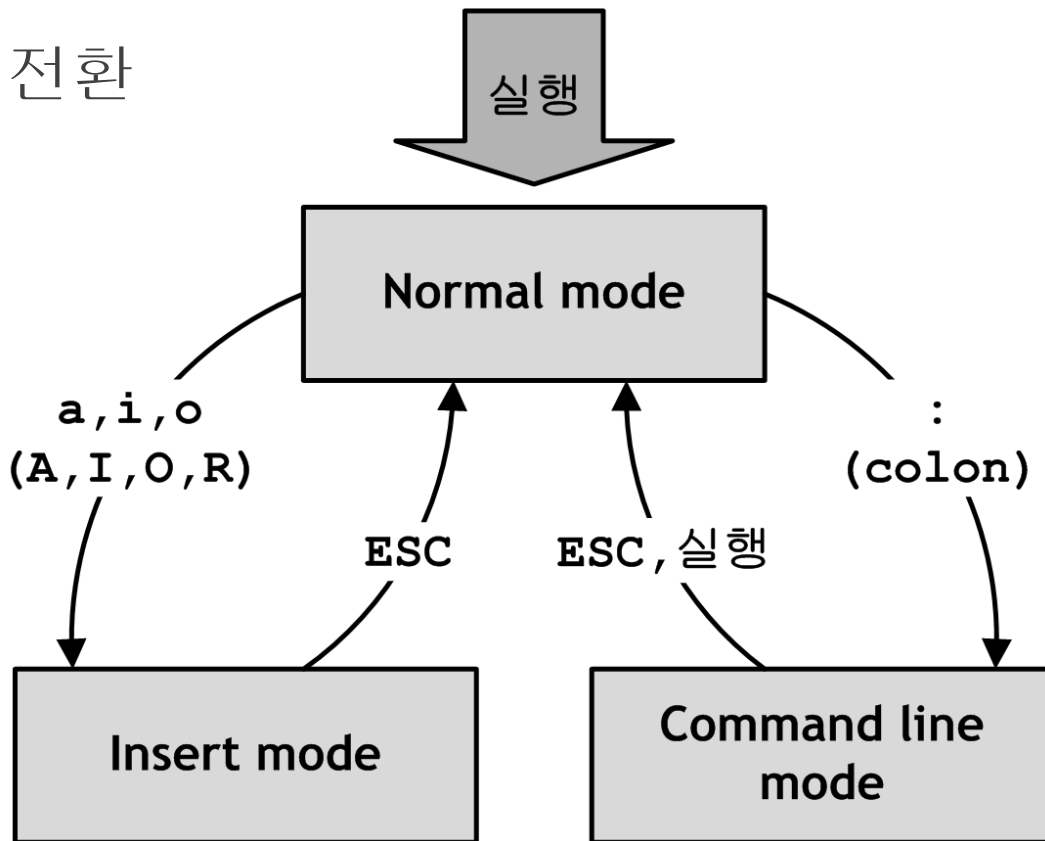 전환
실행
Normal mode
a,i,o
(A,I,O,R)
:
(colon)
ESC
ESC,실행
Insert mode
Command line
mode